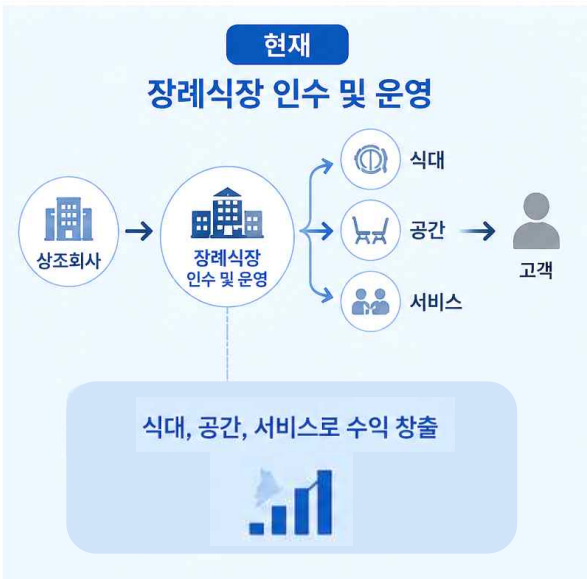 현재
장례식장 인수 및 운영
상조회사
장례식장
인수 및 운영
식대
공간
서비스
고객
식대, 공간, 서비스로 수익 창출